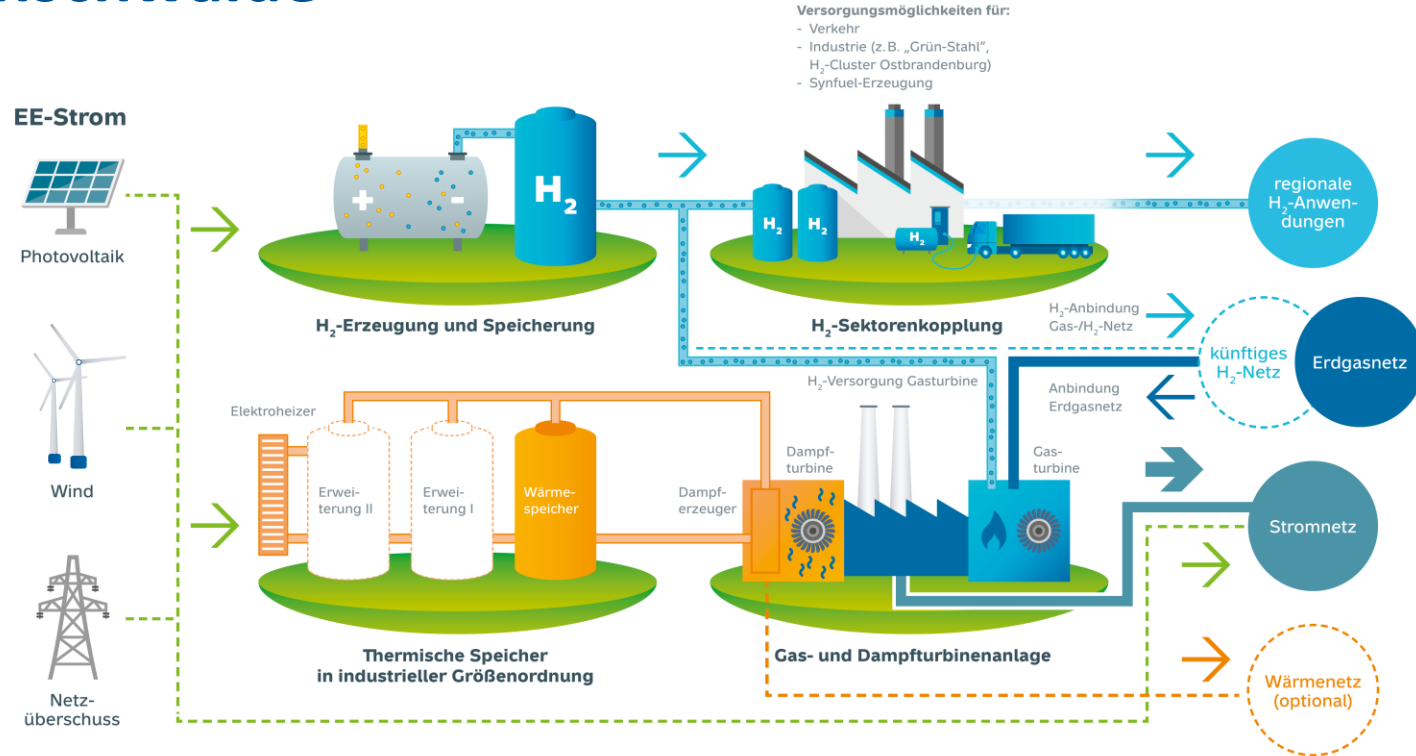 Versorgungsmöglichkeiten für:
- Verkehr
- Industrie (z. B. „Grün-Stahl“,
H₂-Cluster Ostbrandenburg)
- Synfuel-Erzeugung
EE-Strom
Photovoltaik
Wind
Netz-
überschuss
+
-
H₂
H₂-Erzeugung und Speicherung
H₂
H₂
H₂
H₂-Sektorenkopplung
regionale
H₂-Anwen-
dungen
H₂-Anbindung
Gas-/H₂-Netz
künftiges
H₂-Netz
Erdgasnetz
Anbindung
Erdgasnetz
H₂-Versorgung Gasturbine
Elektroheizer
Erwei-
terung II
Erwei-
terung I
Wärme-
speicher
Dampf-
erzeuger
Dampf-
turbine
Gas-
turbine
Stromnetz
Thermische Speicher
in industrieller Größenordnung
Gas- und Dampfturbinenanlage
Wärmenetz
(optional)